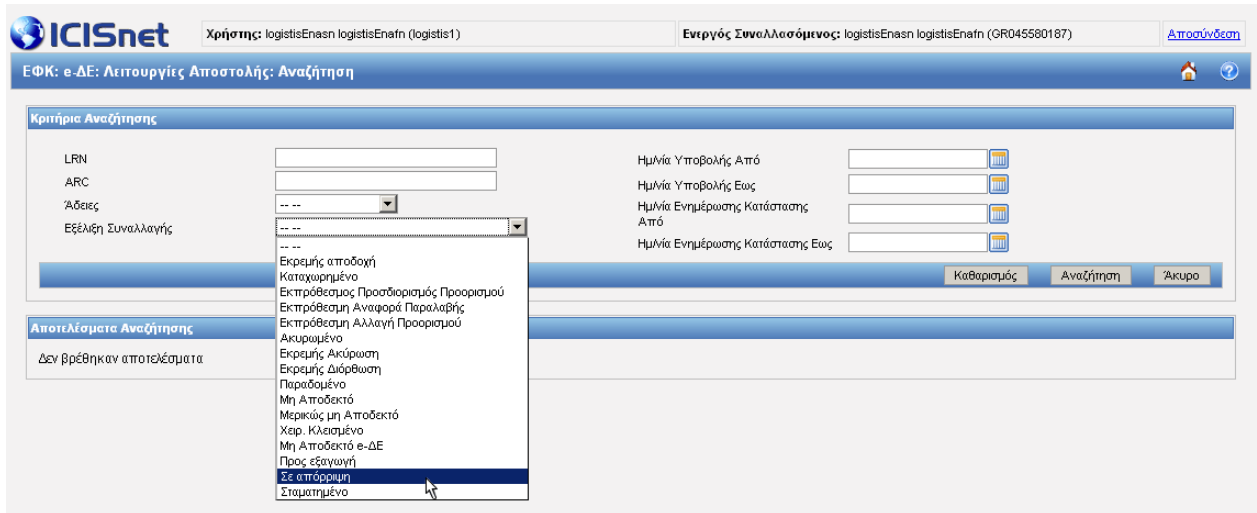 ICISnet
Χρήστης: logistisEnasn logistisEnafn (logistis1)
Ενεργός Συναλλασόμενος: logistisEnasn logistisEnafn (GR045580187)
Αποσύνδεση
ΕΦΚ: e-ΔΕ: Λειτουργίες Αποστολής: Αναζήτηση
Κριτήρια Αναζήτησης
LRN
ARC
Άδειες
-- --
Εξέλιξη Συναλλαγής
-- --
Ημ/νία Υποβολής Από
Ημ/νία Υποβολής Εως
Ημ/νία Ενημέρωσης Κατάστασης
Από
Ημ/νία Ενημέρωσης Κατάστασης Εως
-- --
Εκρεμής αποδοχή
Καταχωρημένο
Εκπρόθεσμος Προσδιορισμός Προορισμού
Εκπρόθεσμη Αναφορά Παραλαβής
Εκπρόθεσμη Αλλαγή Προορισμού
Ακυρωμένο
Εκρεμής Ακύρωση
Εκρεμής Διόρθωση
Παραδομένο
Μη Αποδεκτό
Μερικώς μη Αποδεκτό
Χειρ. Κλεισμένο
Μη Αποδεκτό e-ΔΕ
Προς εξαγωγή
Σε απόρριψη
Σταματημένο
Καθαρισμός Αναζήτηση Άκυρο
Αποτελέσματα Αναζήτησης
Δεν βρέθηκαν αποτελέσματα